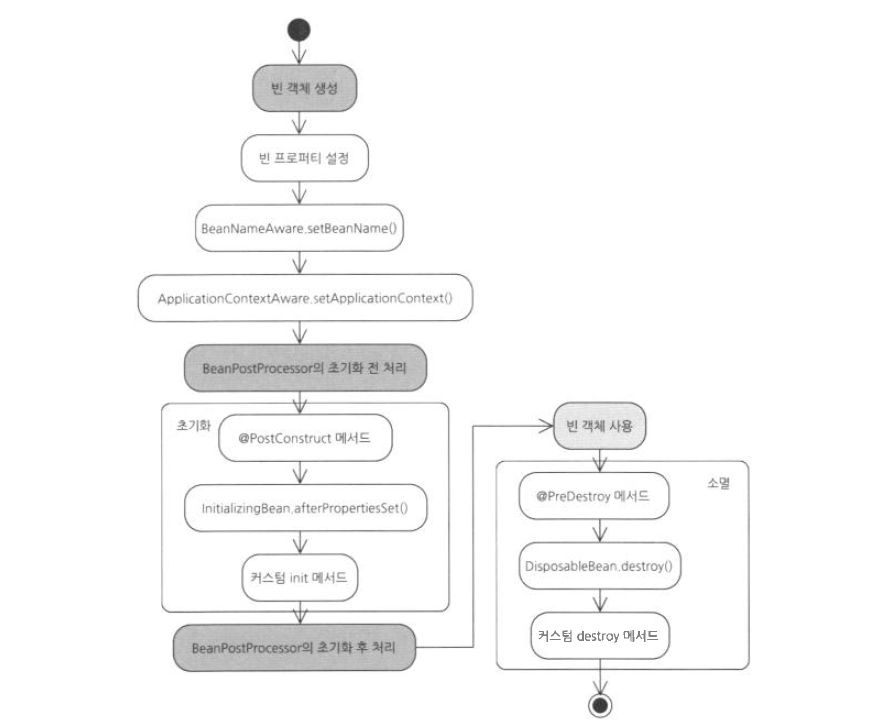 빈 객체 생성
빈 프로퍼티 설정
BeanNameAware.setBeanName()
ApplicationContextAware.setApplicationContext()
BeanPostProcessor의 초기화 전 처리
초기화
@PostConstruct 메서드
InitializingBean.afterPropertiesSet()
커스텀 init 메서드
BeanPostProcessor의 초기화 후 처리
빈 객체 사용
소멸
@PreDestroy 메서드
DisposableBean.destroy()
커스텀 destroy 메서드